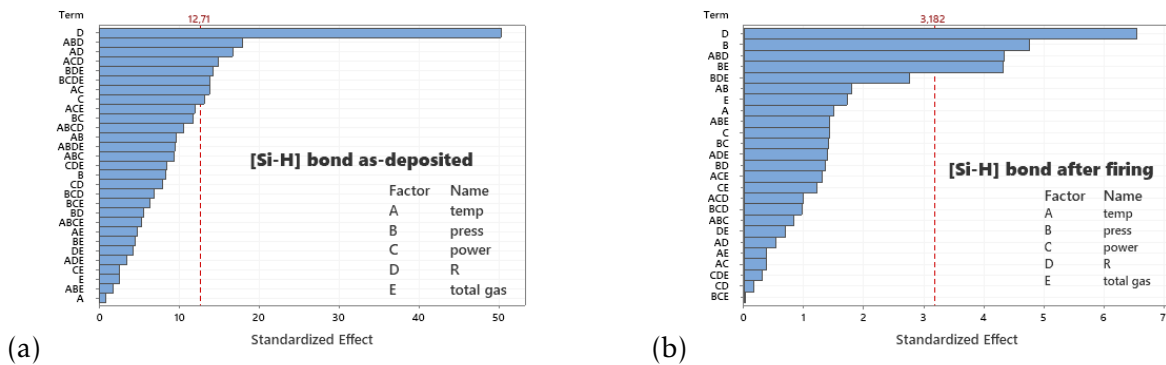 Term
12,71
D
ABD
AD
ACD
BDE
BCDE
AC
C
ACE
BC
ABCD
AB
ABDE
ABC
CDE
B
CD
BCD
BCE
BD
ABCE
AE
BE
DE
ADE
CE
E
ABE
A
[Si-H] bond as-deposited
Factor Name
A temp
B press
C power
D R
E total gas
0 10 20 30 40 50
Standardized Effect
(a)
Term
3,182
D
B
ABD
BE
BDE
AB
E
A
ABE
C
BC
ADE
BD
ACE
CE
ACD
BCD
ABC
DE
AD
AE
AC
CDE
CD
BCE
[Si-H] bond after firing
Factor Name
A temp
B press
C power
D R
E total gas
0 1 2 3 4 5 6 7
Standardized Effect
(b)